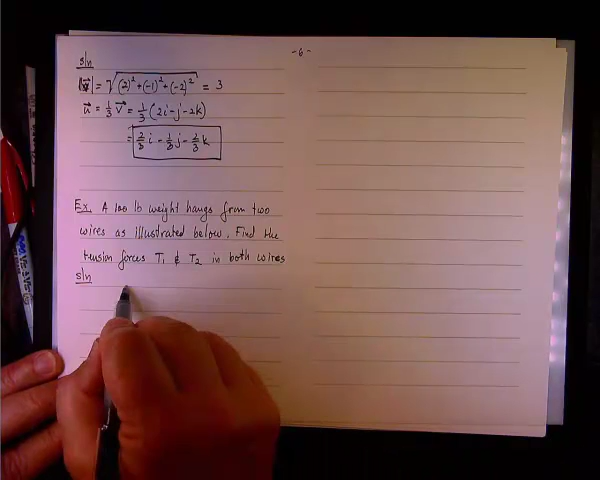 -6-
sln
|v⃗| = √(2)²+(-1)²+(-2)² = 3
u⃗ = 1/3 v⃗ = 1/3 (2i-j-2k)
= 2/3 i - 1/3 j - 2/3 k
Ex. A 100 lb weight hangs from two
wires as illustrated below. Find the
tension forces T₁ & T₂ in both wires
sln